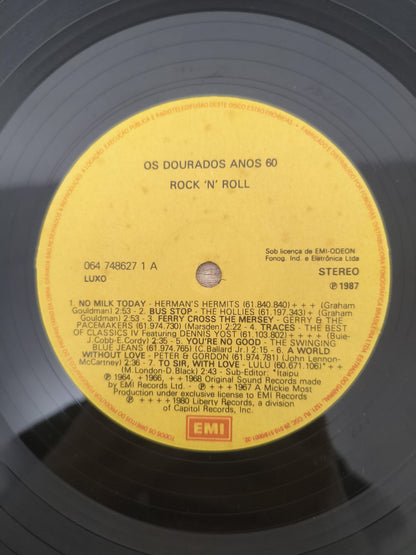 OS DOURADOS ANOS 60
ROCK 'N' ROLL
064 748627 1 A
LUXO
Sob licença de EMI-ODEON
Fonog. Ind. e Eletrônica Ltda
STEREO
℗ 1987
1. NO MILK TODAY - HERMAN'S HERMITS (61.840.840) +++ (Graham
Gouldman) 2:53 - 2. BUS STOP - THE HOLLIES (61.197.343)+ (Graham
Gouldman) 2:53 - 3. FERRY CROSS THE MERSEY - GERRY & THE
PACEMAKERS (61.974.730) (Marsden) 2:22 - 4. TRACES - THE BEST OF
CLASSICS IV Featuring DENNIS YOST (61.103.802) ++++ (Buie-
J.Cobb-E.Cordy) 2:36 - 5. YOU'RE NO GOOD - THE SWINGING
BLUE JEANS (61.974.765) (C. Ballard Jr.) 2:15 - 6. A WORLD
WITHOUT LOVE - PETER & GORDON (61.974.781) (John Lennon-
McCartney) 2:36 - 7. TO SIR, WITH LOVE - LULU (60.671.106)* ++
(M.London-D.Black) 2:43 - Sub-Editor: *Itaipu
℗ 1964, +1966, ++1968 Original Sound Records made
by EMI Records Ltd. - ℗ +++1967 A Mickie Most
Production under exclusive license to EMI Records
℗ ++++1980 Liberty Records, a division
of Capitol Records, Inc.
EMI